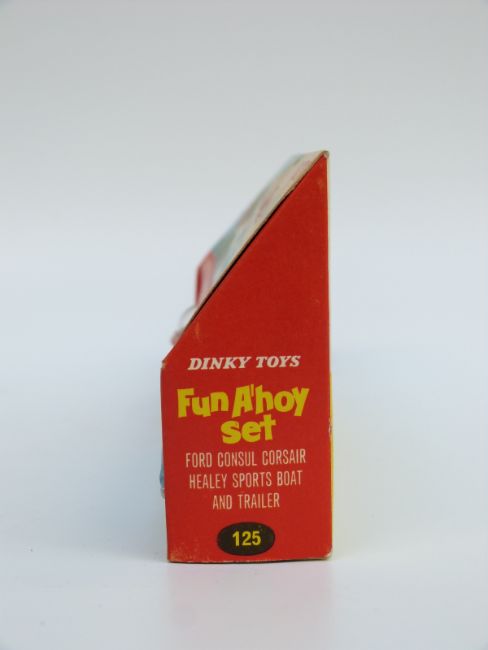 DINKY TOYS
Fun A'hoy
set
FORD CONSUL CORSAIR
HEALEY SPORTS BOAT
AND TRAILER
125